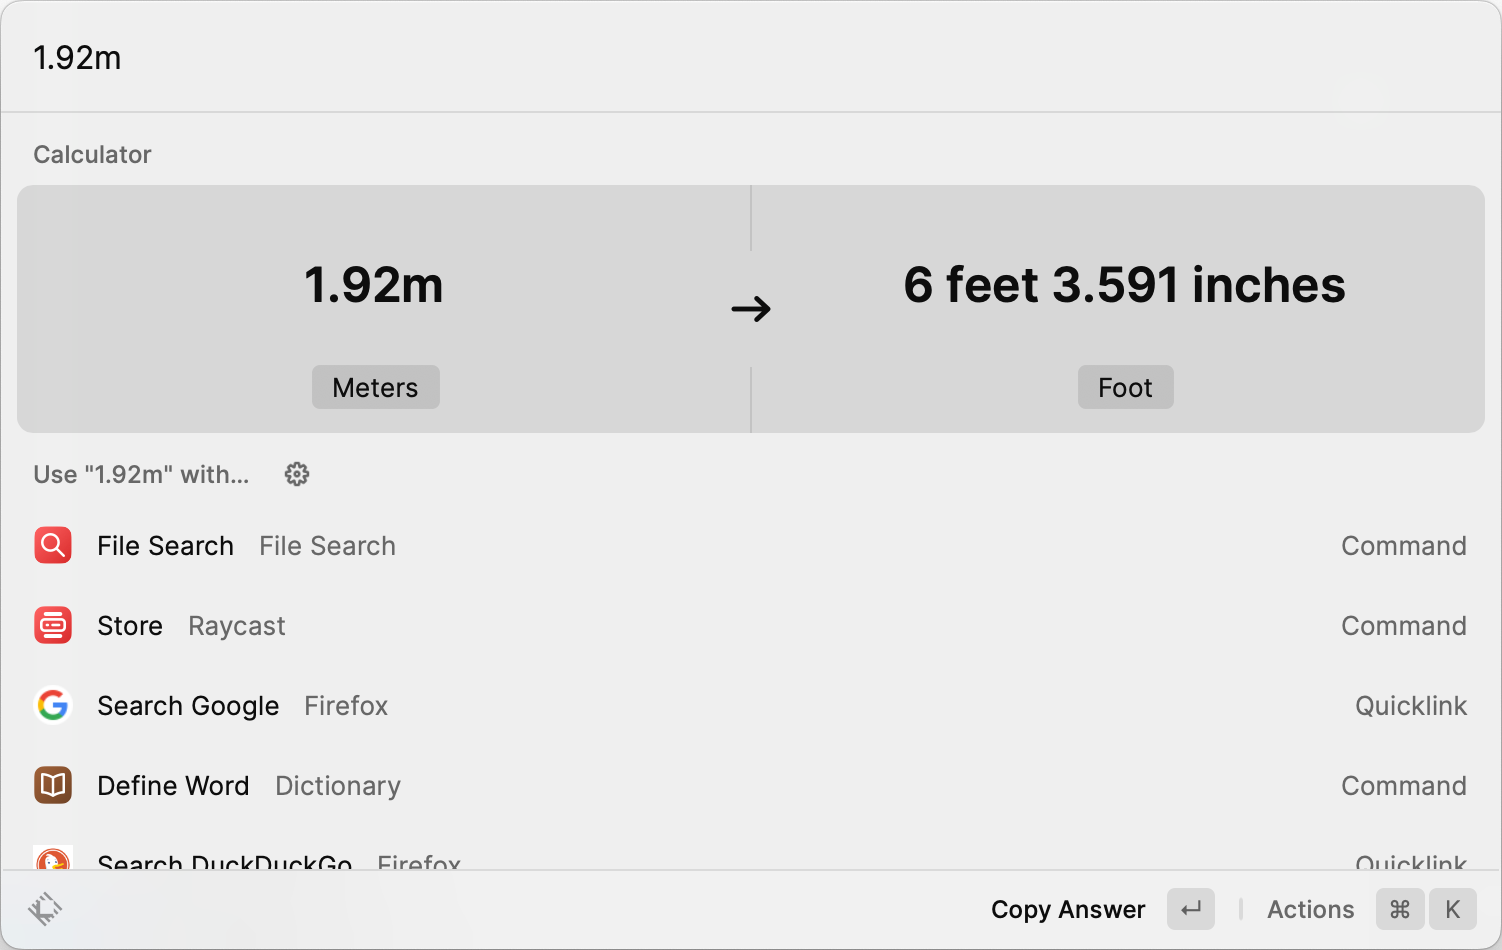 1.92m
Calculator
1.92m → 6 feet 3.591 inches
Meters Foot
Use "1.92m" with...
File Search File Search Command
Store Raycast Command
Search Google Firefox Quicklink
Define Word Dictionary Command
Search DuckDuckGo Firefox Quicklink
Copy Answer ↵ | Actions ⌘ K